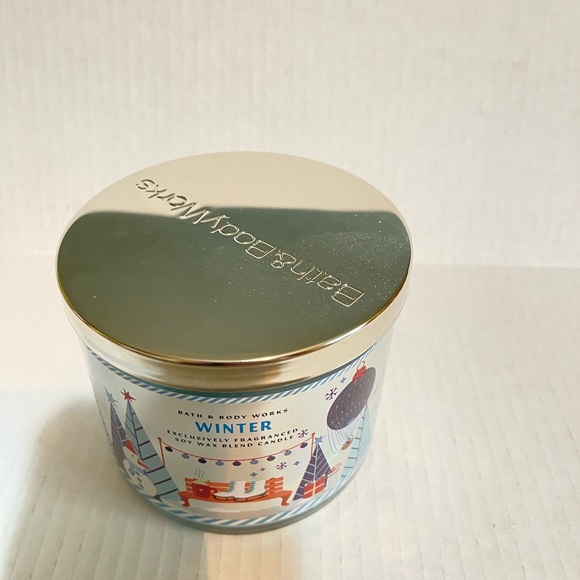 Bath&BodyWorks
BATH & BODY WORKS
WINTER
EXCLUSIVELY FRAGRANCED
SOY WAX BLEND CANDLE